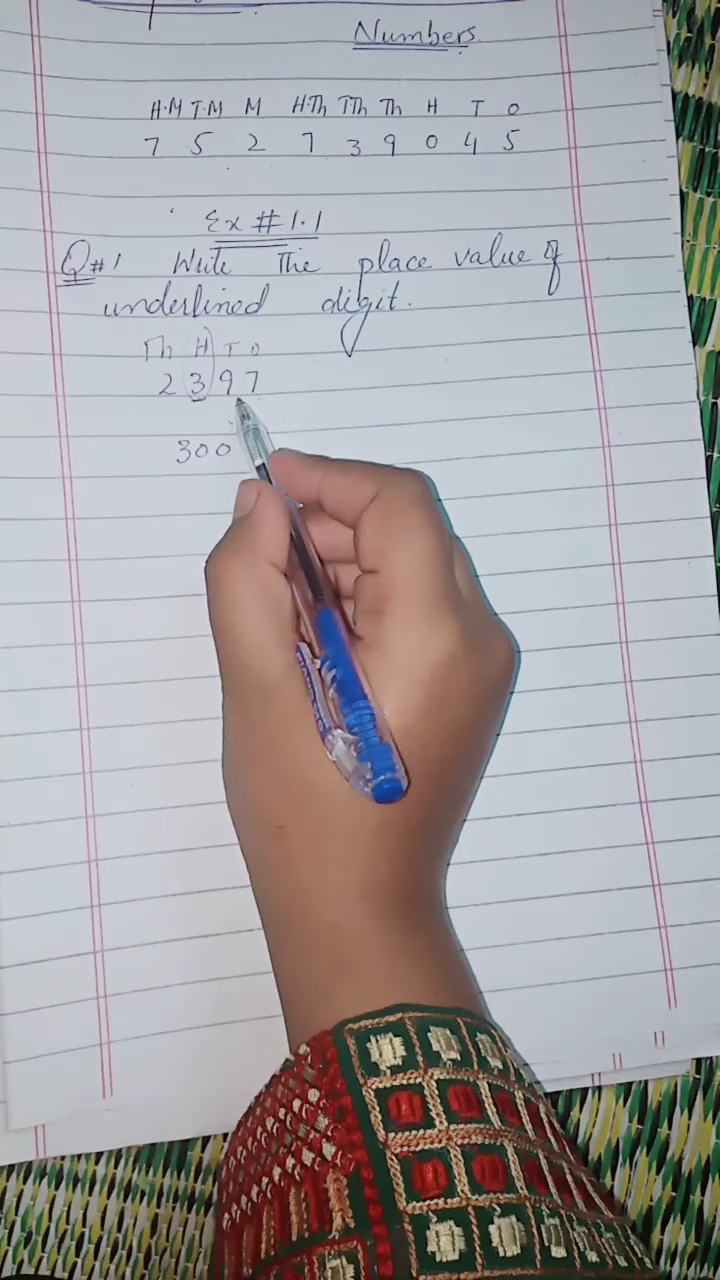 Numbers
H·M T·M M H·Th TTh Th H T O
7 5 2 7 3 9 0 4 5
Ex # 1.1
Q#1 Write The place value of
underlined digit.
Th H T O
2 3 9 7
300